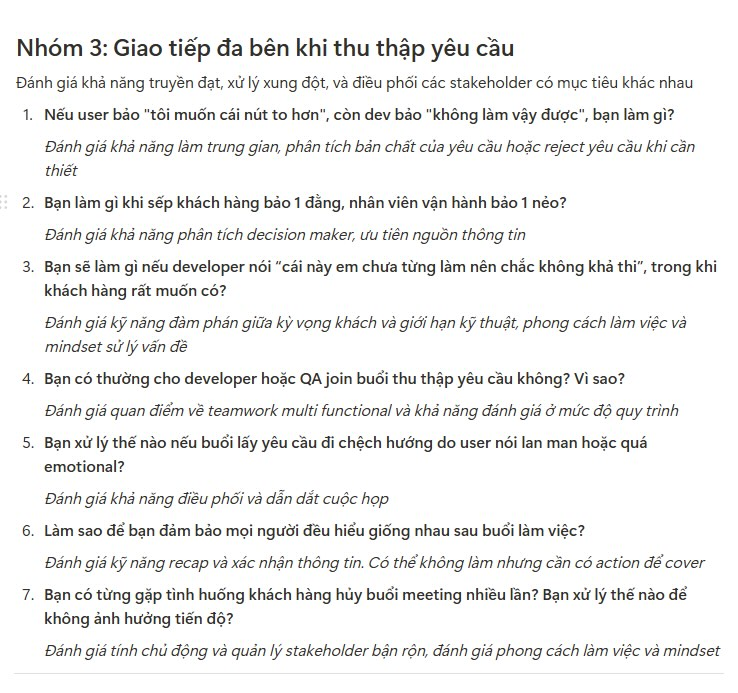 Nhóm 3: Giao tiếp đa bên khi thu thập yêu cầu
Đánh giá khả năng truyền đạt, xử lý xung đột, và điều phối các stakeholder có mục tiêu khác nhau
1. Nếu user bảo "tôi muốn cái nút to hơn", còn dev bảo "không làm vậy được", bạn làm gì?
Đánh giá khả năng làm trung gian, phân tích bản chất của yêu cầu hoặc reject yêu cầu khi cần
thiết
2. Bạn làm gì khi sếp khách hàng bảo 1 đằng, nhân viên vận hành bảo 1 nẻo?
Đánh giá khả năng phân tích decision maker, ưu tiên nguồn thông tin
3. Bạn sẽ làm gì nếu developer nói “cái này em chưa từng làm nên chắc không khả thi”, trong khi
khách hàng rất muốn có?
Đánh giá kỹ năng đàm phán giữa kỳ vọng khách và giới hạn kỹ thuật, phong cách làm việc và
mindset sử lý vấn đề
4. Bạn có thường cho developer hoặc QA join buổi thu thập yêu cầu không? Vì sao?
Đánh giá quan điểm về teamwork multi functional và khả năng đánh giá ở mức độ quy trình
5. Bạn xử lý thế nào nếu buổi lấy yêu cầu đi chệch hướng do user nói lan man hoặc quá
emotional?
Đánh giá khả năng điều phối và dẫn dắt cuộc họp
6. Làm sao để bạn đảm bảo mọi người đều hiểu giống nhau sau buổi làm việc?
Đánh giá kỹ năng recap và xác nhận thông tin. Có thể không làm nhưng cần có action để cover
7. Bạn có từng gặp tình huống khách hàng hủy buổi meeting nhiều lần? Bạn xử lý thế nào để
không ảnh hưởng tiến độ?
Đánh giá tính chủ động và quản lý stakeholder bận rộn, đánh giá phong cách làm việc và mindset